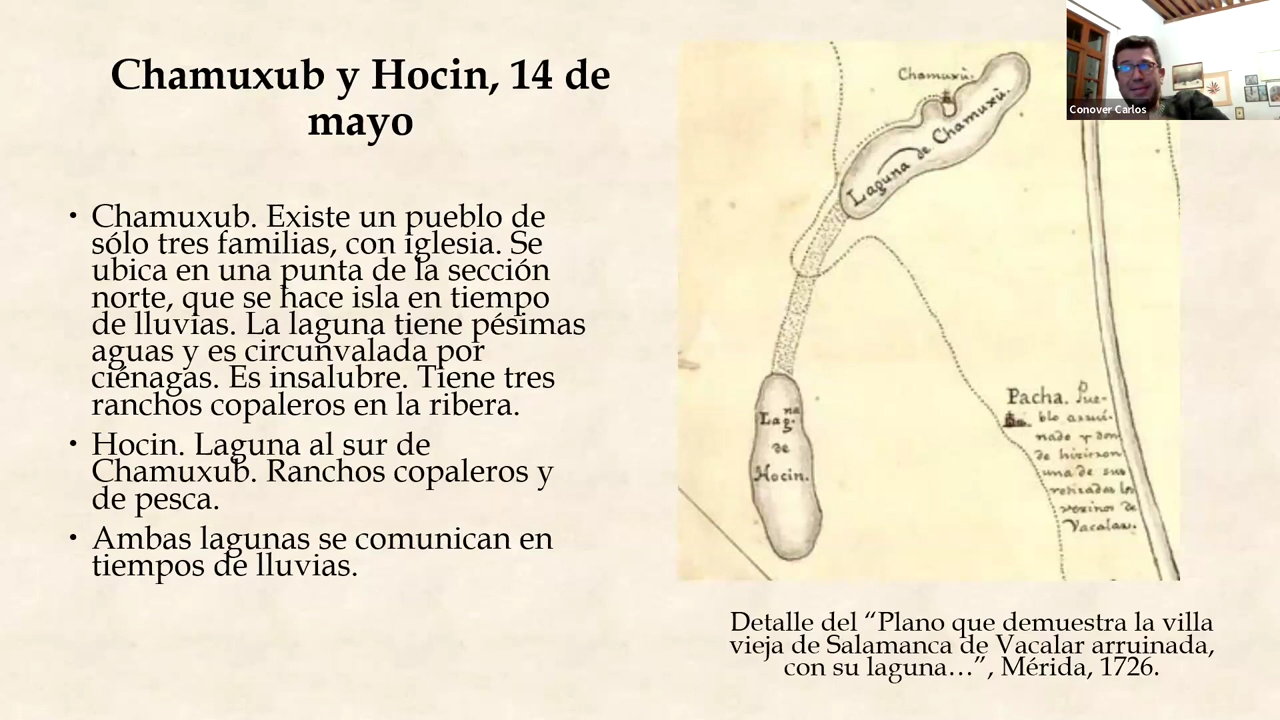 Chamuxub y Hocin, 14 de
mayo
• Chamuxub. Existe un pueblo de
sólo tres familias, con iglesia. Se
ubica en una punta de la sección
norte, que se hace isla en tiempo
de lluvias. La laguna tiene pésimas
aguas y es circunvalada por
ciénagas. Es insalubre. Tiene tres
ranchos copaleros en la ribera.
• Hocin. Laguna al sur de
Chamuxub. Ranchos copaleros y
de pesca.
• Ambas lagunas se comunican en
tiempos de lluvias.
Chamuxù.
Laguna de Chamuxù.
Lag.na
de
Hocin.
Pacha. Pue-
blo arrui-
nado y don
de hizieron
una de sus
retiradas los
vezinos de
Vacalar.
Conover Carlos
Detalle del “Plano que demuestra la villa
vieja de Salamanca de Vacalar arruinada,
con su laguna…”, Mérida, 1726.